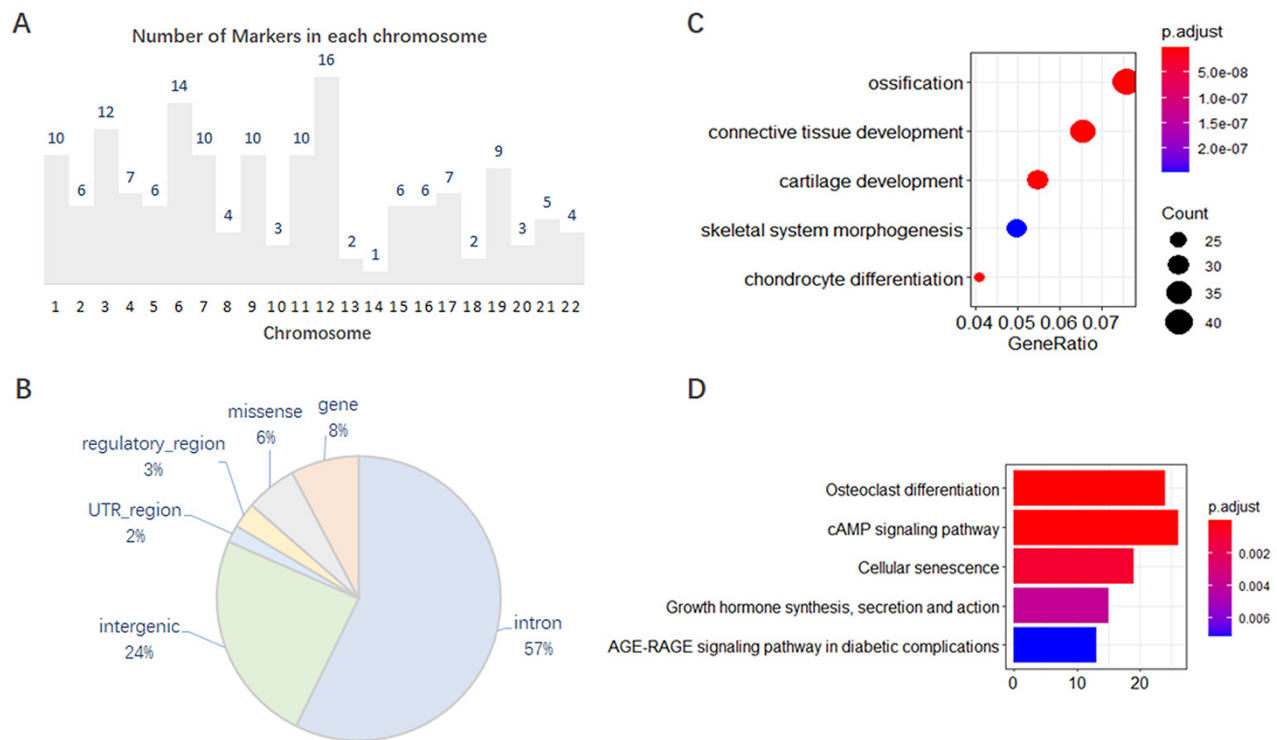 A
Number of Markers in each chromosome
10 6 12 7 6 14 10 4 10 3 10 16 2 1 6 6 7 2 9 3 5 4
1 2 3 4 5 6 7 8 9 10 11 12 13 14 15 16 17 18 19 20 21 22
Chromosome
B
gene
8%
missense
6%
regulatory_region
3%
UTR_region
2%
intergenic
24%
intron
57%
C
ossification
connective tissue development
cartilage development
skeletal system morphogenesis
chondrocyte differentiation
0.04 0.05 0.06 0.07
GeneRatio
p.adjust
5.0e-08
1.0e-07
1.5e-07
2.0e-07
Count
25
30
35
40
D
Osteoclast differentiation
cAMP signaling pathway
Cellular senescence
Growth hormone synthesis, secretion and action
AGE-RAGE signaling pathway in diabetic complications
0 10 20
p.adjust
0.002
0.004
0.006